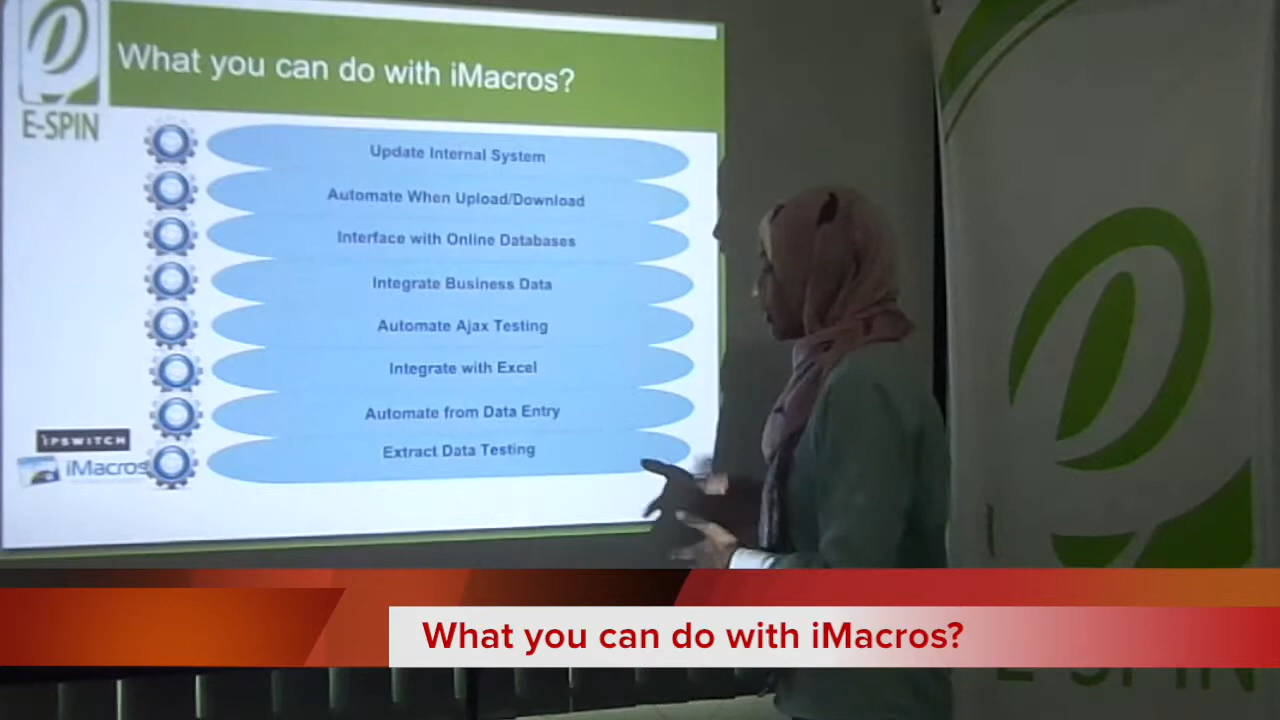 What you can do with iMacros?
E-SPIN
Update Internal System
Automate When Upload/Download
Interface with Online Databases
Integrate Business Data
Automate Ajax Testing
Integrate with Excel
Automate from Data Entry
Extract Data Testing
IPSWITCH
iMacros
What you can do with iMacros?
E-SPIN